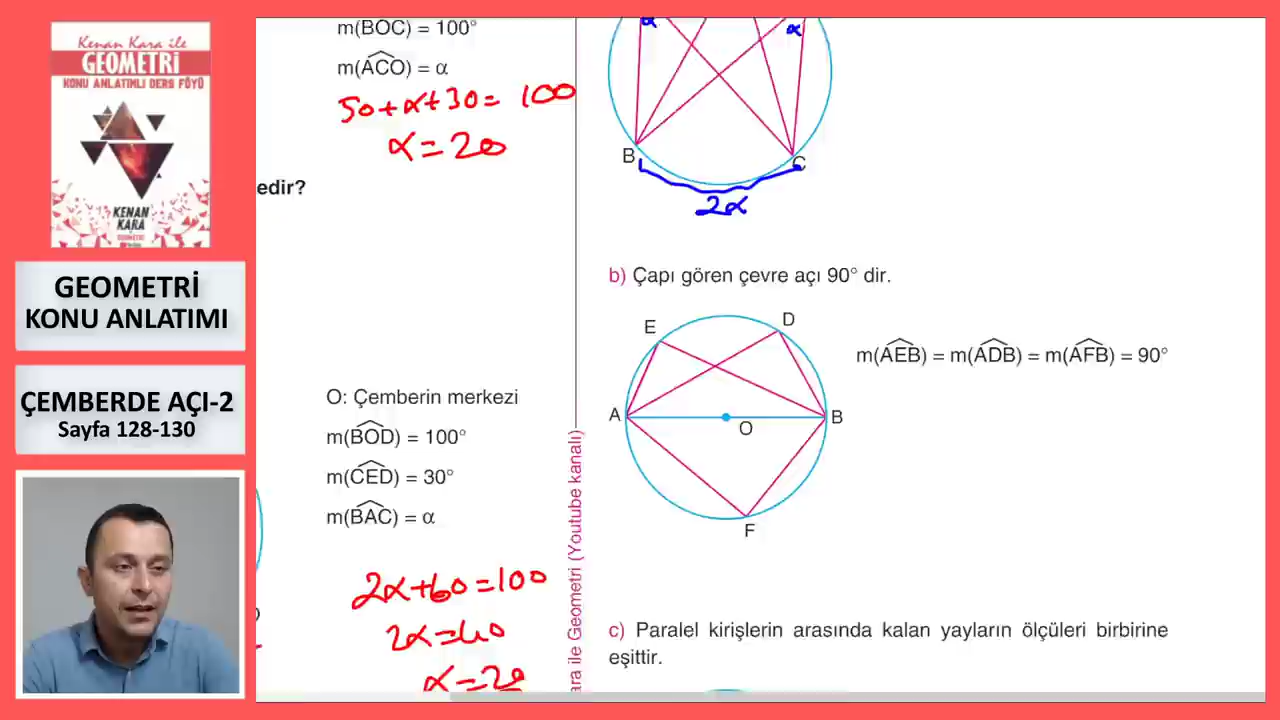 Kenan Kara ile
GEOMETRİ
KONU ANLATIMLI DERS FÖYÜ
KENAN
KARA
GEOMETRİ
KONU ANLATIMI
ÇEMBERDE AÇI-2
Sayfa 128-130
m(BOC) = 100°
m(ACO) = α
50+α+30= 100
α=20
edir?
O: Çemberin merkezi
m(BOD) = 100°
m(CED) = 30°
m(BAC) = α
2α+60=100
2α=40
α=20
ara ile Geometri (Youtube kanalı)
α
α
B
C
2α
b) Çapı gören çevre açı 90° dir.
E
D
A
O
B
F
m(AEB) = m(ADB) = m(AFB) = 90°
c) Paralel kirişlerin arasında kalan yayların ölçüleri birbirine
eşittir.